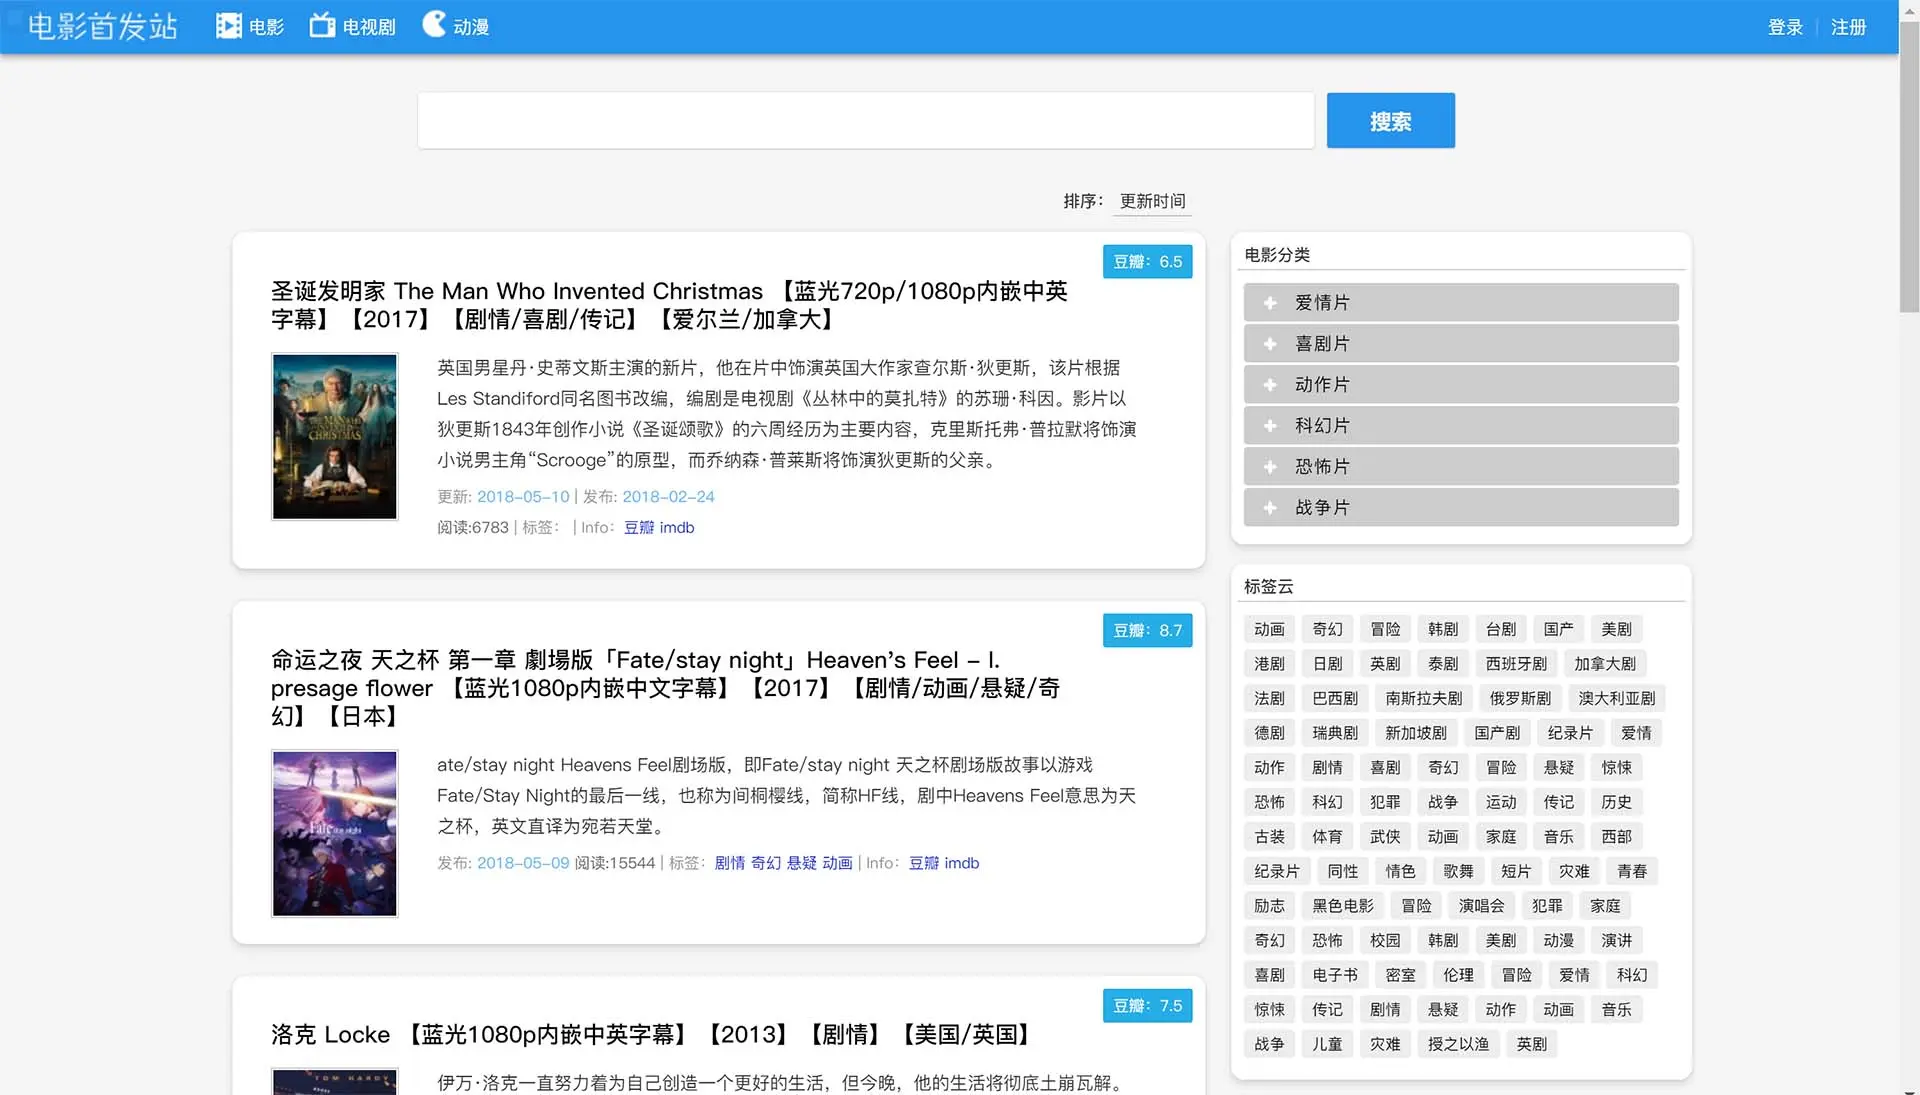 电影首发站
电影
电视剧
动漫
登录
注册
搜索
排序: 更新时间
豆瓣: 6.5
圣诞发明家 The Man Who Invented Christmas 【蓝光720p/1080p内嵌中英
字幕】【2017】【剧情/喜剧/传记】【爱尔兰/加拿大】
THE MAN WHO INVENTED
CHRISTMAS
英国男星丹·史蒂文斯主演的新片，他在片中饰演英国大作家查尔斯·狄更斯，该片根据
Les Standiford同名图书改编，编剧是电视剧《丛林中的莫扎特》的苏珊·科因。影片以
狄更斯1843年创作小说《圣诞颂歌》的六周经历为主要内容，克里斯托弗·普拉默将饰演
小说男主角“Scrooge”的原型，而乔纳森·普莱斯将饰演狄更斯的父亲。
更新: 2018-05-10 | 发布: 2018-02-24
阅读:6783 | 标签: | Info: 豆瓣 imdb
豆瓣: 8.7
命运之夜 天之杯 第一章 劇場版「Fate/stay night」Heaven's Feel - I.
presage flower 【蓝光1080p内嵌中文字幕】【2017】【剧情/动画/悬疑/奇
幻】【日本】
Fate/stay night
ate/stay night Heavens Feel剧场版，即Fate/stay night 天之杯剧场版故事以游戏
Fate/Stay Night的最后一线，也称为间桐樱线，简称HF线，剧中Heavens Feel意思为天
之杯，英文直译为宛若天堂。
发布: 2018-05-09 阅读:15544 | 标签: 剧情 奇幻 悬疑 动画 | Info: 豆瓣 imdb
豆瓣: 7.5
洛克 Locke 【蓝光1080p内嵌中英字幕】【2013】【剧情】【美国/英国】
TOM HARDY
伊万·洛克一直努力着为自己创造一个更好的生活，但今晚，他的生活将彻底土崩瓦解。
电影分类
爱情片
喜剧片
动作片
科幻片
恐怖片
战争片
标签云
动画 奇幻 冒险 韩剧 台剧 国产 美剧
港剧 日剧 英剧 泰剧 西班牙剧 加拿大剧
法剧 巴西剧 南斯拉夫剧 俄罗斯剧 澳大利亚剧
德剧 瑞典剧 新加坡剧 国产剧 纪录片 爱情
动作 剧情 喜剧 奇幻 冒险 悬疑 惊悚
恐怖 科幻 犯罪 战争 运动 传记 历史
古装 体育 武侠 动画 家庭 音乐 西部
纪录片 同性 情色 歌舞 短片 灾难 青春
励志 黑色电影 冒险 演唱会 犯罪 家庭
奇幻 恐怖 校园 韩剧 美剧 动漫 演讲
喜剧 电子书 密室 伦理 冒险 爱情 科幻
惊悚 传记 剧情 悬疑 动作 动画 音乐
战争 儿童 灾难 授之以渔 英剧